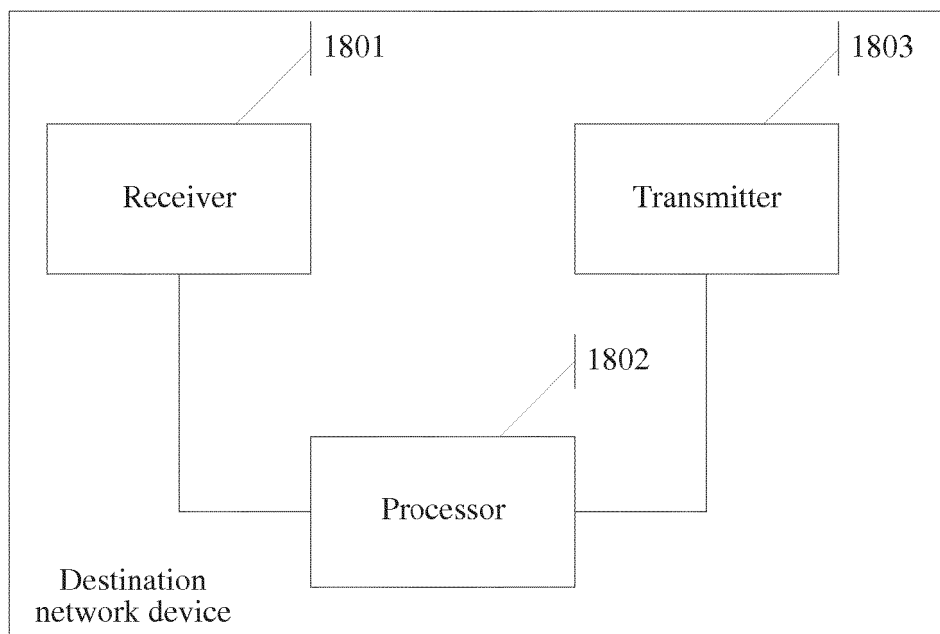 1801
1803
Receiver
Transmitter
1802
Processor
Destination
network device